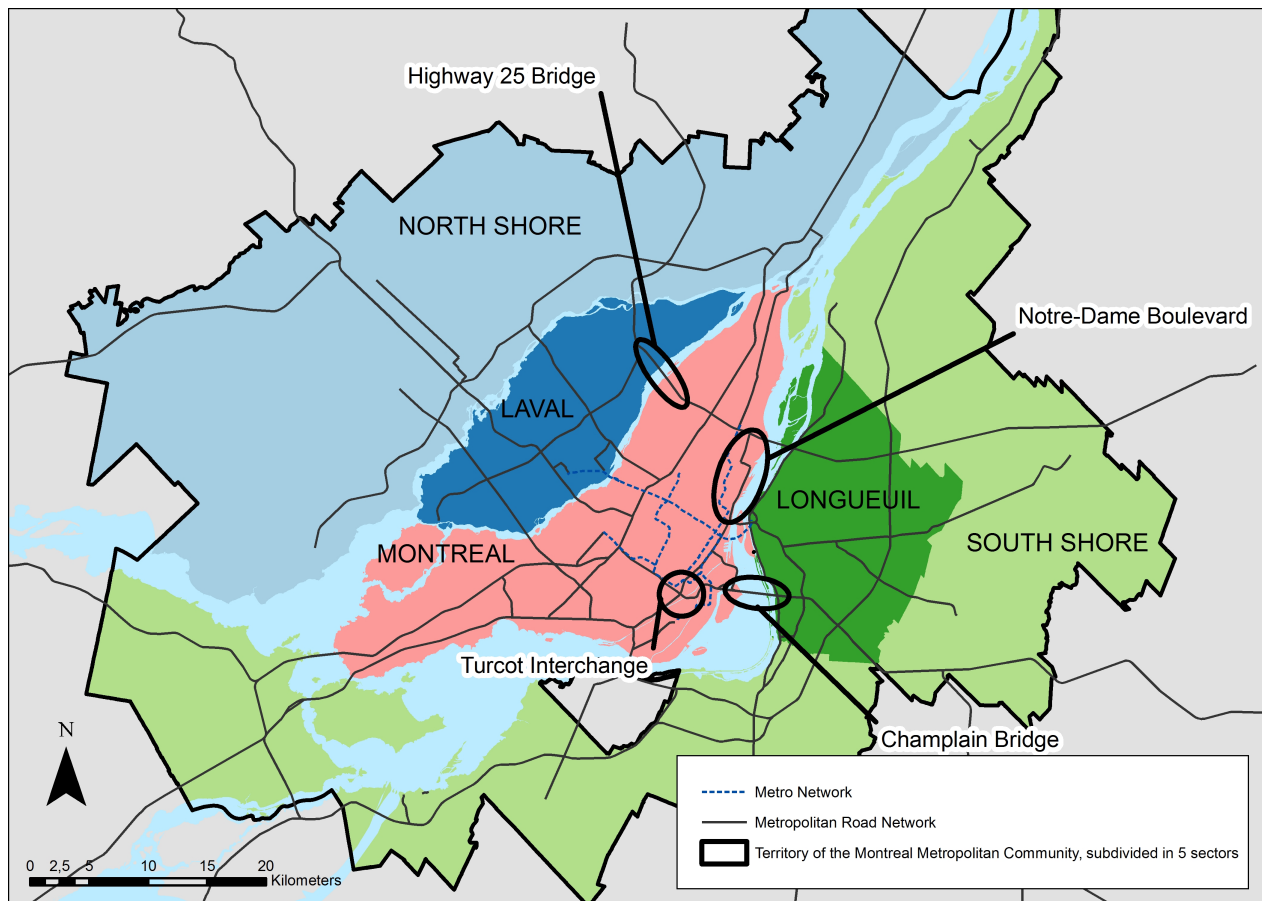 Highway 25 Bridge
NORTH SHORE
Notre-Dame Boulevard
LAVAL
LONGUEUIL
MONTREAL
SOUTH SHORE
Turcot Interchange
Champlain Bridge
N
Metro Network
Metropolitan Road Network
Territory of the Montreal Metropolitan Community, subdivided in 5 sectors
0 2,5 5 10 15 20
Kilometers